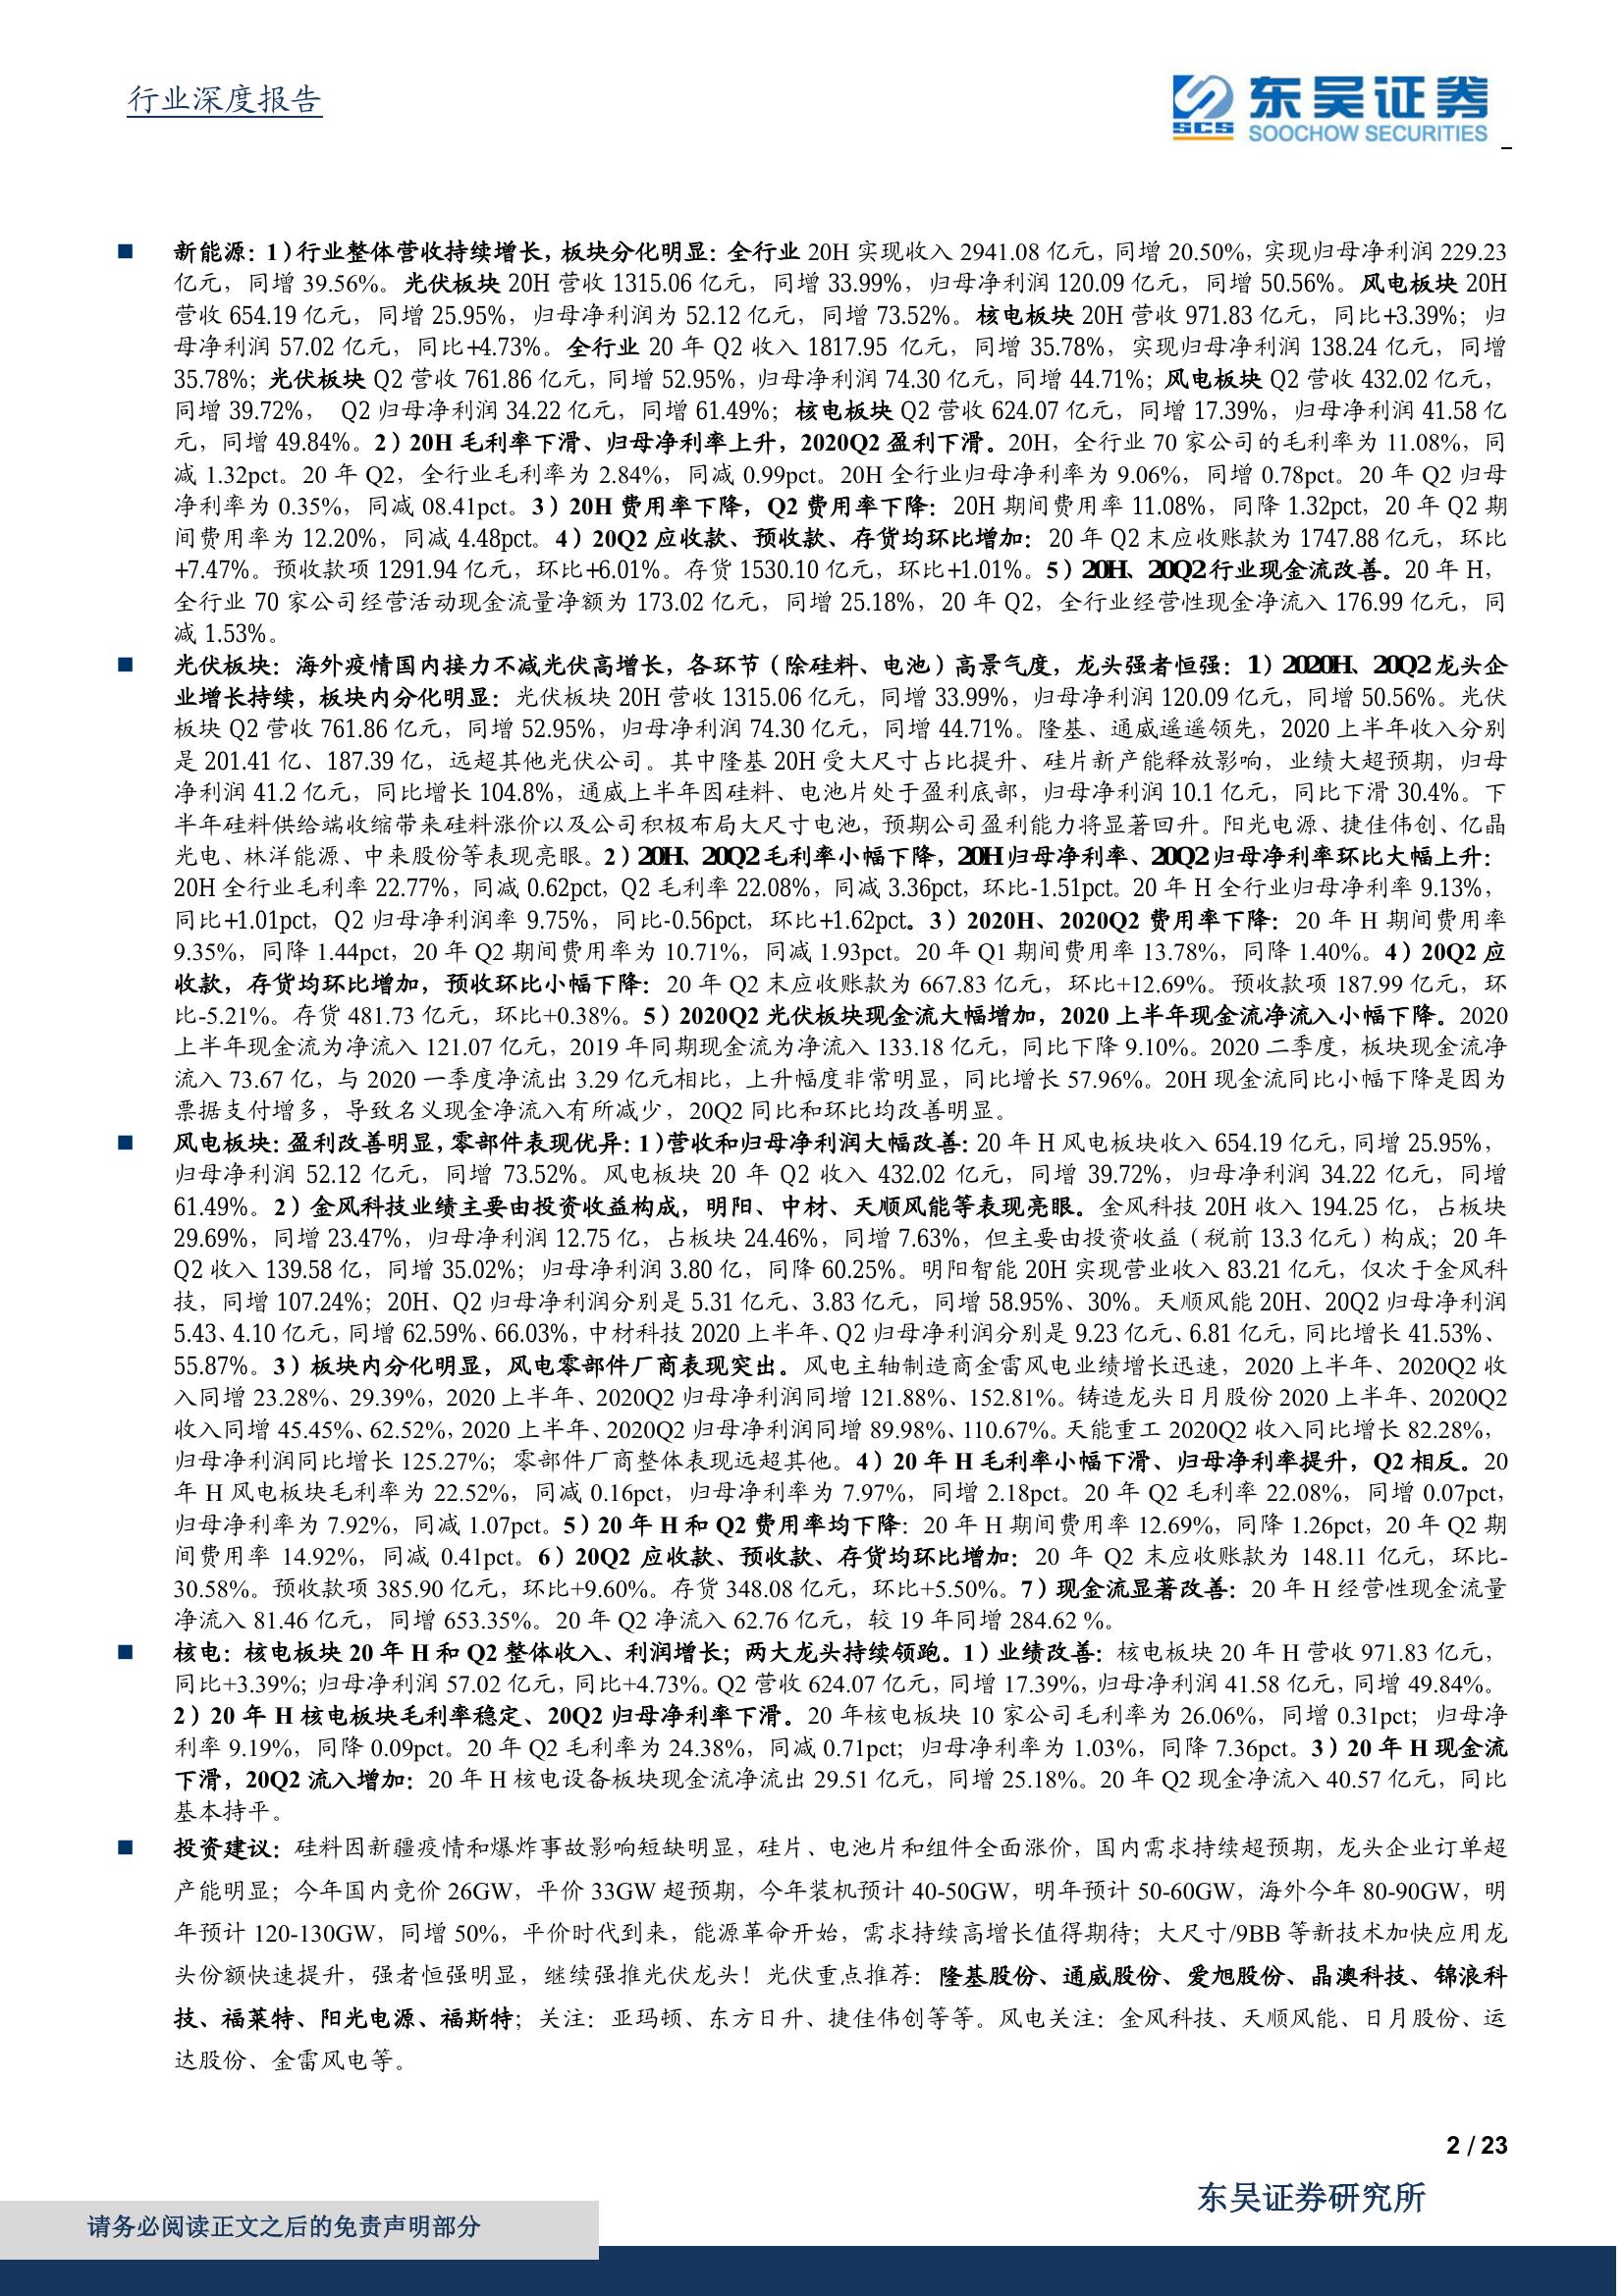 行业深度报告
东吴证券
SCS
SOOCHOW SECURITIES
■ 新能源：1）行业整体营收持续增长，板块分化明显：全行业 20H 实现收入 2941.08 亿元，同增 20.50%，实现归母净利润 229.23
亿元，同增 39.56%。光伏板块 20H 营收 1315.06 亿元，同增 33.99%，归母净利润 120.09 亿元，同增 50.56%。风电板块 20H
营收 654.19 亿元，同增 25.95%，归母净利润为 52.12 亿元，同增 73.52%。核电板块 20H 营收 971.83 亿元，同比+3.39%；归
母净利润 57.02 亿元，同比+4.73%。全行业 20 年 Q2 收入 1817.95 亿元，同增 35.78%，实现归母净利润 138.24 亿元，同增
35.78%；光伏板块 Q2 营收 761.86 亿元，同增 52.95%，归母净利润 74.30 亿元，同增 44.71%；风电板块 Q2 营收 432.02 亿元，
同增 39.72%， Q2 归母净利润 34.22 亿元，同增 61.49%；核电板块 Q2 营收 624.07 亿元，同增 17.39%，归母净利润 41.58 亿
元，同增 49.84%。2）20H 毛利率下滑、归母净利率上升，2020Q2 盈利下滑。20H，全行业 70 家公司的毛利率为 11.08%，同
减 1.32pct。20 年 Q2，全行业毛利率为 2.84%，同减 0.99pct。20H 全行业归母净利率为 9.06%，同增 0.78pct。20 年 Q2 归母
净利率为 0.35%，同减 08.41pct。3）20H 费用率下降，Q2 费用率下降：20H 期间费用率 11.08%，同降 1.32pct，20 年 Q2 期
间费用率为 12.20%，同减 4.48pct。4）20Q2 应收款、预收款、存货均环比增加：20 年 Q2 末应收账款为 1747.88 亿元，环比
+7.47%。预收款项 1291.94 亿元，环比+6.01%。存货 1530.10 亿元，环比+1.01%。5）20H、20Q2 行业现金流改善。20 年 H，
全行业 70 家公司经营活动现金流量净额为 173.02 亿元，同增 25.18%，20 年 Q2，全行业经营性现金净流入 176.99 亿元，同
减 1.53%。
■ 光伏板块：海外疫情国内接力不减光伏高增长，各环节（除硅料、电池）高景气度，龙头强者恒强：1）2020H、20Q2 龙头企
业增长持续，板块内分化明显：光伏板块 20H 营收 1315.06 亿元，同增 33.99%，归母净利润 120.09 亿元，同增 50.56%。光伏
板块 Q2 营收 761.86 亿元，同增 52.95%，归母净利润 74.30 亿元，同增 44.71%。隆基、通威遥遥领先，2020 上半年收入分别
是 201.41 亿、187.39 亿，远超其他光伏公司。其中隆基 20H 受大尺寸占比提升、硅片新产能释放影响，业绩大超预期，归母
净利润 41.2 亿元，同比增长 104.8%，通威上半年因硅料、电池片处于盈利底部，归母净利润 10.1 亿元，同比下滑 30.4%。下
半年硅料供给端收缩带来硅料涨价以及公司积极布局大尺寸电池，预期公司盈利能力将显著回升。阳光电源、捷佳伟创、亿晶
光电、林洋能源、中来股份等表现亮眼。2）20H、20Q2 毛利率小幅下降，20H 归母净利率、20Q2 归母净利率环比大幅上升：
20H 全行业毛利率 22.77%，同减 0.62pct，Q2 毛利率 22.08%，同减 3.36pct，环比-1.51pct。20 年 H 全行业归母净利率 9.13%，
同比+1.01pct，Q2 归母净利润率 9.75%，同比-0.56pct，环比+1.62pct。3）2020H、2020Q2 费用率下降：20 年 H 期间费用率
9.35%，同降 1.44pct，20 年 Q2 期间费用率为 10.71%，同减 1.93pct。20 年 Q1 期间费用率 13.78%，同降 1.40%。4）20Q2 应
收款，存货均环比增加，预收环比小幅下降：20 年 Q2 末应收账款为 667.83 亿元，环比+12.69%。预收款项 187.99 亿元，环
比-5.21%。存货 481.73 亿元，环比+0.38%。5）2020Q2 光伏板块现金流大幅增加，2020 上半年现金流净流入小幅下降。2020
上半年现金流为净流入 121.07 亿元，2019 年同期现金流为净流入 133.18 亿元，同比下降 9.10%。2020 二季度，板块现金流净
流入 73.67 亿，与 2020 一季度净流出 3.29 亿元相比，上升幅度非常明显，同比增长 57.96%。20H 现金流同比小幅下降是因为
票据支付增多，导致名义现金净流入有所减少，20Q2 同比和环比均改善明显。
■ 风电板块：盈利改善明显，零部件表现优异：1）营收和归母净利润大幅改善：20 年 H 风电板块收入 654.19 亿元，同增 25.95%，
归母净利润 52.12 亿元，同增 73.52%。风电板块 20 年 Q2 收入 432.02 亿元，同增 39.72%，归母净利润 34.22 亿元，同增
61.49%。2）金风科技业绩主要由投资收益构成，明阳、中材、天顺风能等表现亮眼。金风科技 20H 收入 194.25 亿，占板块
29.69%，同增 23.47%，归母净利润 12.75 亿，占板块 24.46%，同增 7.63%，但主要由投资收益（税前 13.3 亿元）构成；20 年
Q2 收入 139.58 亿，同增 35.02%；归母净利润 3.80 亿，同降 60.25%。明阳智能 20H 实现营业收入 83.21 亿元，仅次于金风科
技，同增 107.24%；20H、Q2 归母净利润分别是 5.31 亿元、3.83 亿元，同增 58.95%、30%。天顺风能 20H、20Q2 归母净利润
5.43、4.10 亿元，同增 62.59%、66.03%，中材科技 2020 上半年、Q2 归母净利润分别是 9.23 亿元、6.81 亿元，同比增长 41.53%、
55.87%。3）板块内分化明显，风电零部件厂商表现突出。风电主轴制造商金雷风电业绩增长迅速，2020 上半年、2020Q2 收
入同增 23.28%、29.39%，2020 上半年、2020Q2 归母净利润同增 121.88%、152.81%。铸造龙头日月股份 2020 上半年、2020Q2
收入同增 45.45%、62.52%，2020 上半年、2020Q2 归母净利润同增 89.98%、110.67%。天能重工 2020Q2 收入同比增长 82.28%，
归母净利润同比增长 125.27%；零部件厂商整体表现远超其他。4）20 年 H 毛利率小幅下滑、归母净利率提升，Q2 相反。20
年 H 风电板块毛利率为 22.52%，同减 0.16pct，归母净利率为 7.97%，同增 2.18pct。20 年 Q2 毛利率 22.08%，同增 0.07pct，
归母净利率为 7.92%，同减 1.07pct。5）20 年 H 和 Q2 费用率均下降：20 年 H 期间费用率 12.69%，同降 1.26pct，20 年 Q2 期
间费用率 14.92%，同减 0.41pct。6）20Q2 应收款、预收款、存货均环比增加：20 年 Q2 末应收账款为 148.11 亿元，环比-
30.58%。预收款项 385.90 亿元，环比+9.60%。存货 348.08 亿元，环比+5.50%。7）现金流显著改善：20 年 H 经营性现金流量
净流入 81.46 亿元，同增 653.35%。20 年 Q2 净流入 62.76 亿元，较 19 年同增 284.62 %。
■ 核电：核电板块 20 年 H 和 Q2 整体收入、利润增长；两大龙头持续领跑。1）业绩改善：核电板块 20 年 H 营收 971.83 亿元，
同比+3.39%；归母净利润 57.02 亿元，同比+4.73%。Q2 营收 624.07 亿元，同增 17.39%，归母净利润 41.58 亿元，同增 49.84%。
2）20 年 H 核电板块毛利率稳定、20Q2 归母净利率下滑。20 年核电板块 10 家公司毛利率为 26.06%，同增 0.31pct；归母净
利率 9.19%，同降 0.09pct。20 年 Q2 毛利率为 24.38%，同减 0.71pct；归母净利率为 1.03%，同降 7.36pct。3）20 年 H 现金流
下滑，20Q2 流入增加：20 年 H 核电设备板块现金流净流出 29.51 亿元，同增 25.18%。20 年 Q2 现金净流入 40.57 亿元，同比
基本持平。
■ 投资建议：硅料因新疆疫情和爆炸事故影响短缺明显，硅片、电池片和组件全面涨价，国内需求持续超预期，龙头企业订单超
产能明显；今年国内竞价 26GW，平价 33GW 超预期，今年装机预计 40-50GW，明年预计 50-60GW，海外今年 80-90GW，明
年预计 120-130GW，同增 50%，平价时代到来，能源革命开始，需求持续高增长值得期待；大尺寸/9BB 等新技术加快应用龙
头份额快速提升，强者恒强明显，继续强推光伏龙头！光伏重点推荐：隆基股份、通威股份、爱旭股份、晶澳科技、锦浪科
技、福莱特、阳光电源、福斯特；关注：亚玛顿、东方日升、捷佳伟创等等。风电关注：金风科技、天顺风能、日月股份、运
达股份、金雷风电等。
2 / 23
东吴证券研究所
请务必阅读正文之后的免责声明部分